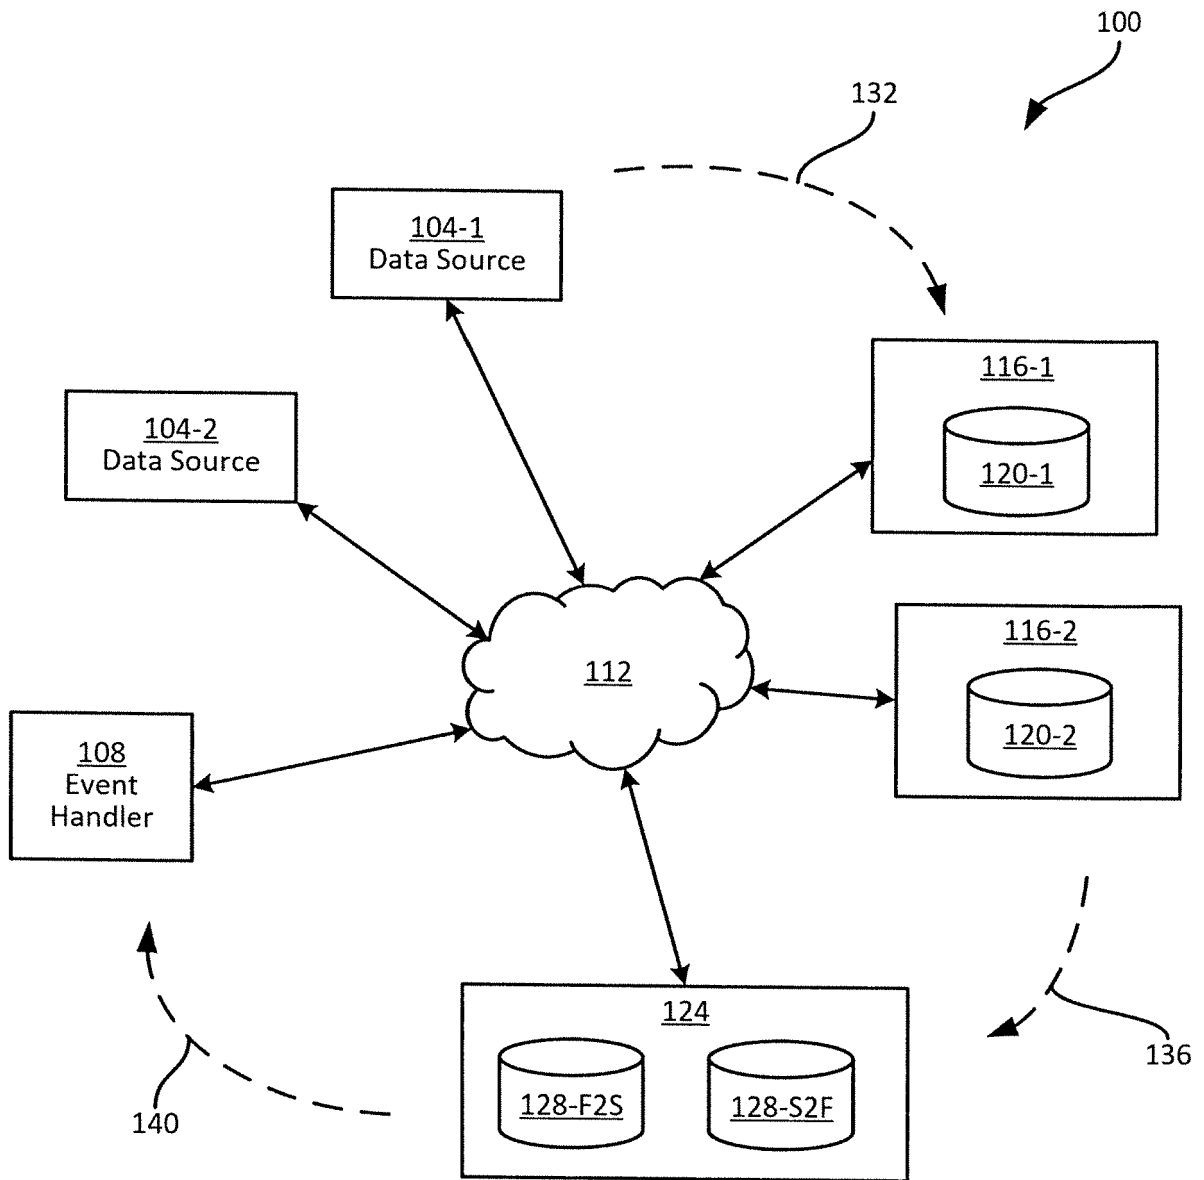 100
132
104-1
Data Source
116-1
104-2
Data Source
120-1
116-2
112
120-2
108
Event
Handler
124
136
128-F2S
128-S2F
140